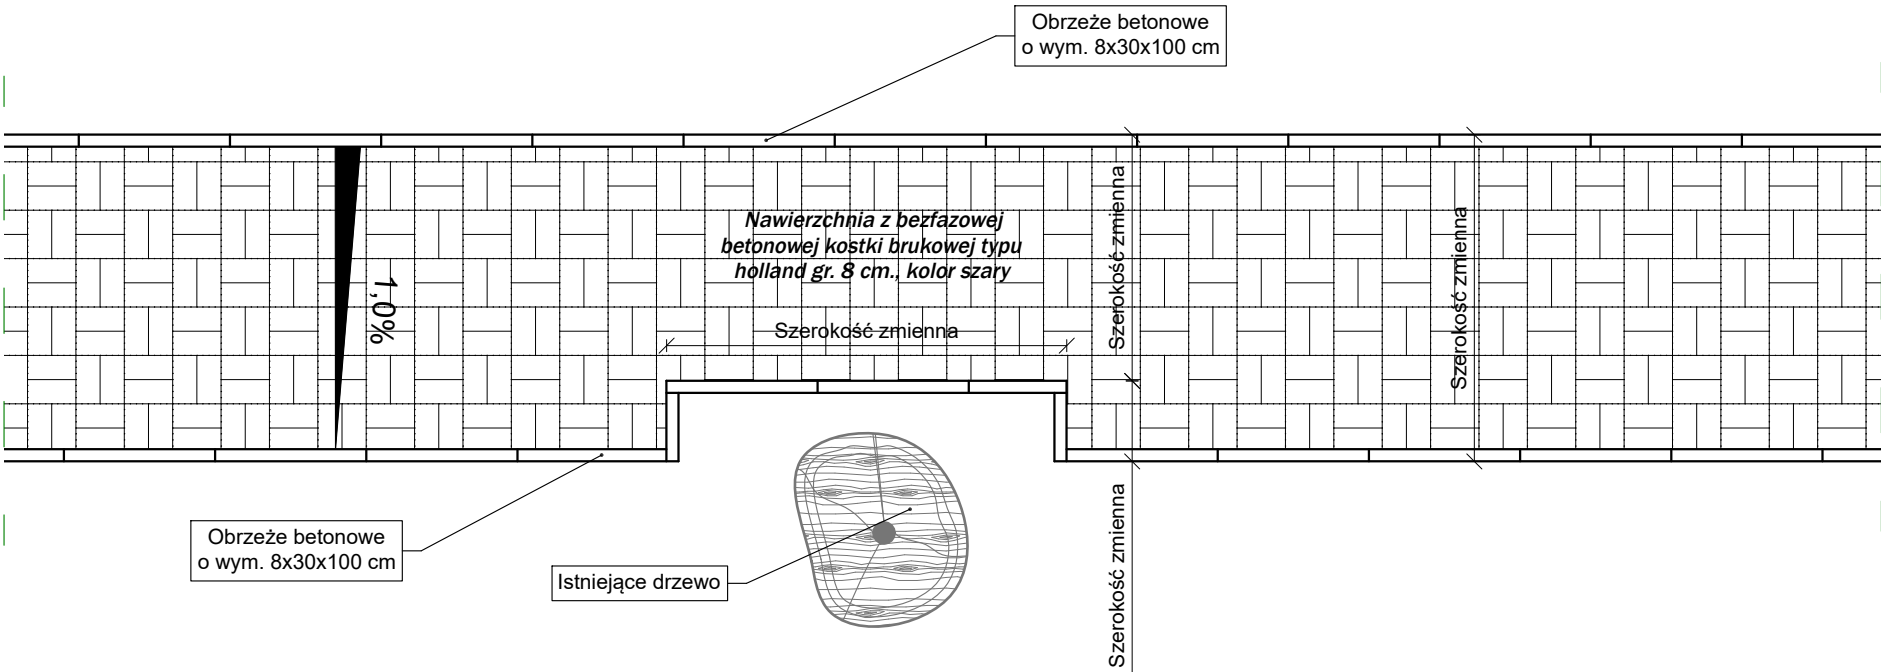 Obrzeże betonowe
o wym. 8x30x100 cm
Nawierzchnia z bezfazowej
betonowej kostki brukowej typu
holland gr. 8 cm., kolor szary
1,0%
Szerokość zmienna
Szerokość zmienna
Szerokość zmienna
Obrzeże betonowe
o wym. 8x30x100 cm
Istniejące drzewo
Szerokość zmienna